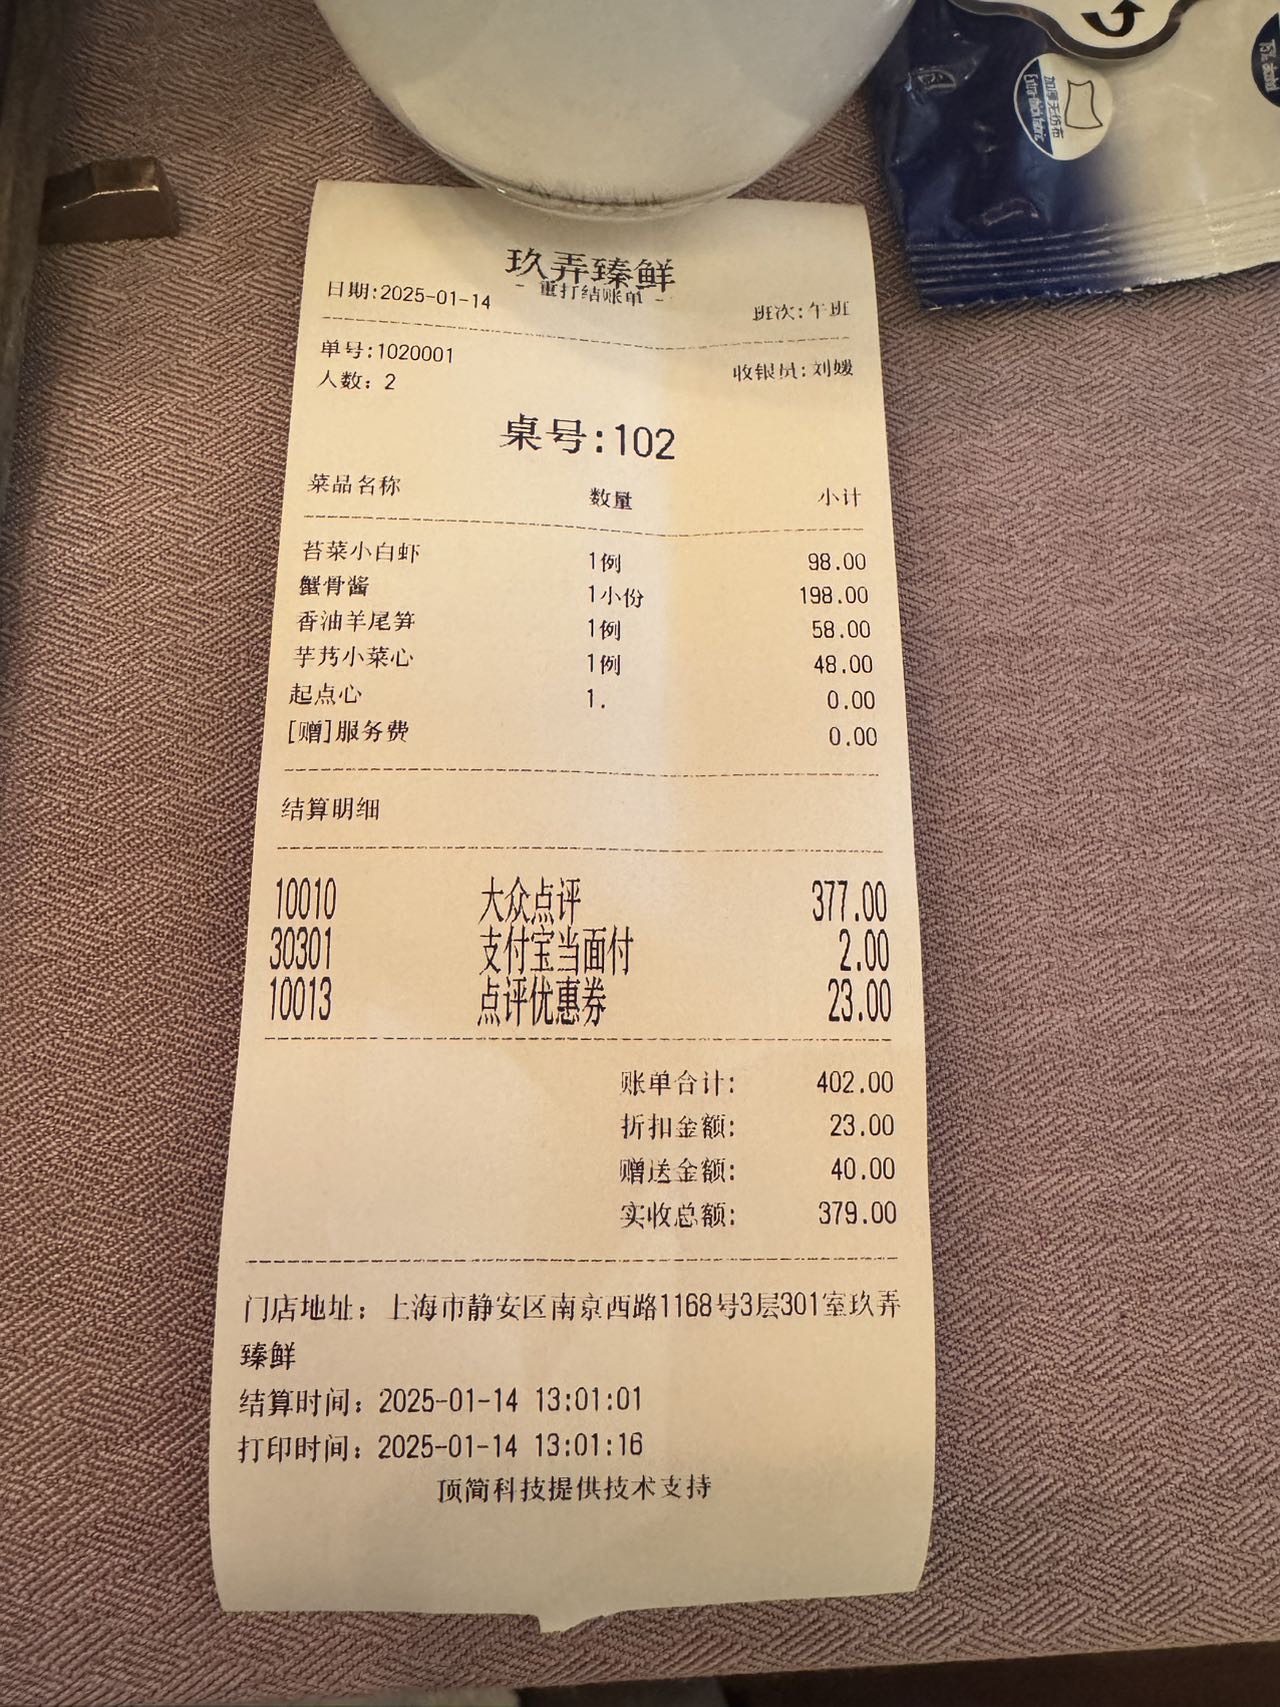 加厚无纺布
Extra-thick fabric
玖弄臻鲜
- 重打结账单 -
日期:2025-01-14 班次:午班
单号:1020001
人数：2 收银员:刘媛
桌号:102
菜品名称 数量 小计
苔菜小白虾 1例 98.00
蟹骨酱 1小份 198.00
香油羊尾笋 1例 58.00
芋艿小菜心 1例 48.00
起点心 1. 0.00
[赠]服务费 0.00
结算明细
10010 大众点评 377.00
30301 支付宝当面付 2.00
10013 点评优惠券 23.00
账单合计: 402.00
折扣金额: 23.00
赠送金额: 40.00
实收总额: 379.00
门店地址：上海市静安区南京西路1168号3层301室玖弄
臻鲜
结算时间：2025-01-14 13:01:01
打印时间：2025-01-14 13:01:16
顶简科技提供技术支持